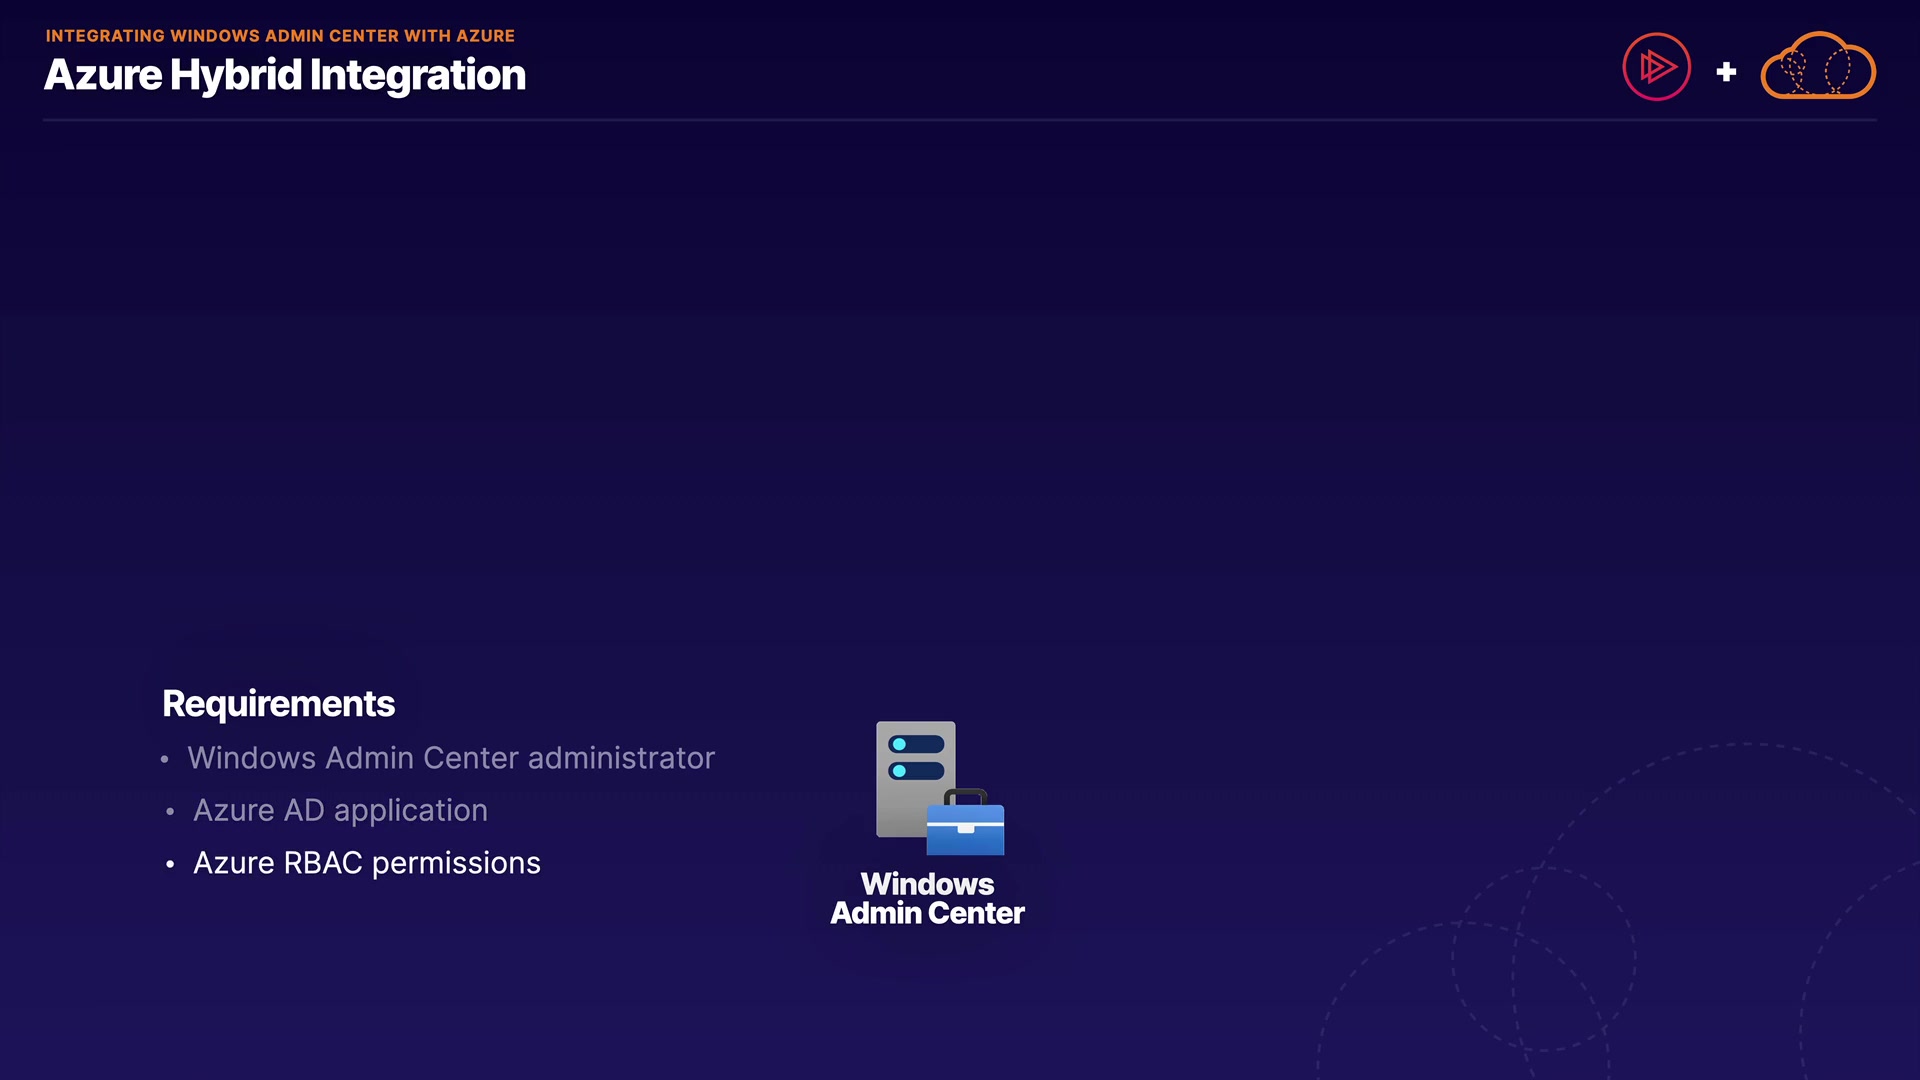 INTEGRATING WINDOWS ADMIN CENTER WITH AZURE
Azure Hybrid Integration
+
Requirements
• Windows Admin Center administrator
• Azure AD application
• Azure RBAC permissions
Windows
Admin Center